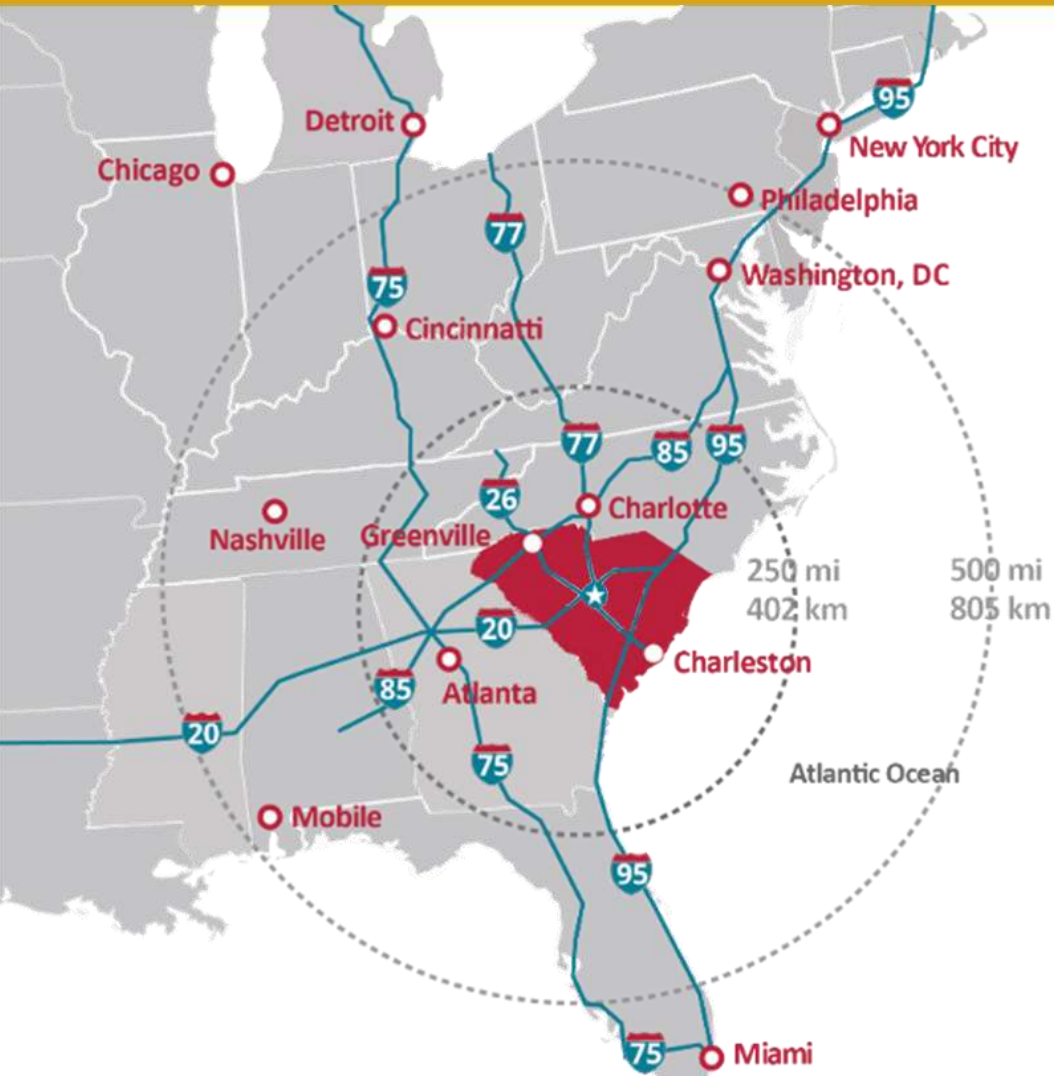 95
Detroit
New York City
Chicago
Philadelphia
77
Washington, DC
75
Cincinnatti
77
85
95
26
Charlotte
Greenville
Nashville
250 mi
402 km
500 mi
805 km
20
Charleston
85
Atlanta
20
75
Atlantic Ocean
Mobile
95
75
Miami